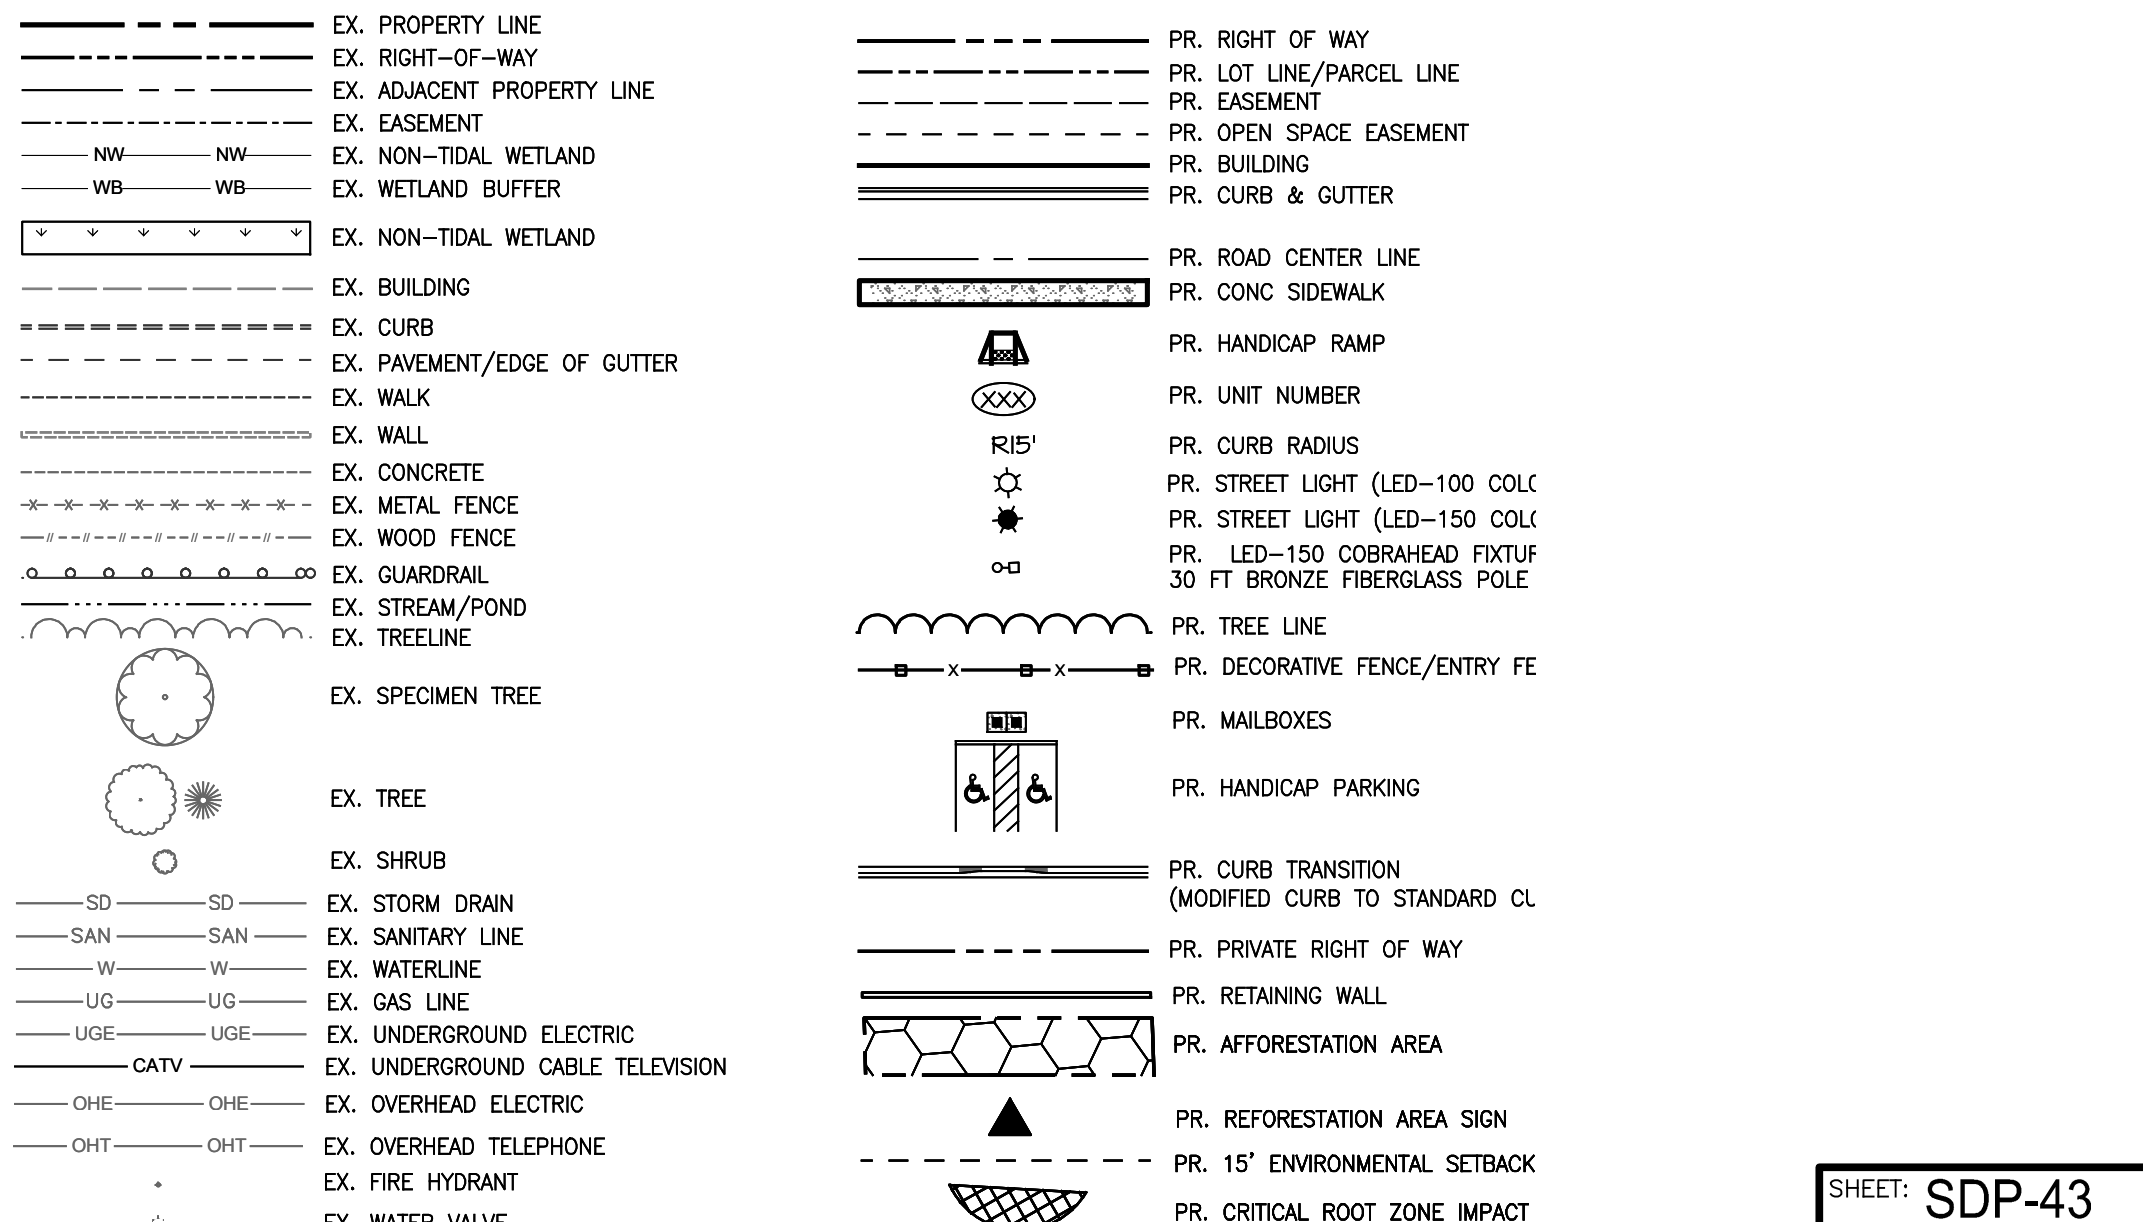 EX. PROPERTY LINE
EX. RIGHT-OF-WAY
EX. ADJACENT PROPERTY LINE
EX. EASEMENT
NW NW EX. NON-TIDAL WETLAND
WB WB EX. WETLAND BUFFER
EX. NON-TIDAL WETLAND
EX. BUILDING
EX. CURB
EX. PAVEMENT/EDGE OF GUTTER
EX. WALK
EX. WALL
EX. CONCRETE
EX. METAL FENCE
EX. WOOD FENCE
EX. GUARDRAIL
EX. STREAM/POND
EX. TREELINE
EX. SPECIMEN TREE
EX. TREE
EX. SHRUB
SD SD EX. STORM DRAIN
SAN SAN EX. SANITARY LINE
W W EX. WATERLINE
UG UG EX. GAS LINE
UGE UGE EX. UNDERGROUND ELECTRIC
CATV EX. UNDERGROUND CABLE TELEVISION
OHE OHE EX. OVERHEAD ELECTRIC
OHT OHT EX. OVERHEAD TELEPHONE
EX. FIRE HYDRANT
EX. WATER VALVE
PR. RIGHT OF WAY
PR. LOT LINE/PARCEL LINE
PR. EASEMENT
PR. OPEN SPACE EASEMENT
PR. BUILDING
PR. CURB & GUTTER
PR. ROAD CENTER LINE
PR. CONC SIDEWALK
PR. HANDICAP RAMP
XXX PR. UNIT NUMBER
R15' PR. CURB RADIUS
PR. STREET LIGHT (LED-100
PR. STREET LIGHT (LED-150
PR. LED-150 COBRAHEAD
30 FT BRONZE FIBERGLASS POLE
PR. TREE LINE
X X PR. DECORATIVE FENCE/ENTRY FE
PR. MAILBOXES
PR. HANDICAP PARKING
PR. CURB TRANSITION
(MODIFIED CURB TO STANDARD
PR. PRIVATE RIGHT OF WAY
PR. RETAINING WALL
PR. AFFORESTATION AREA
PR. REFORESTATION AREA SIGN
PR. 15' ENVIRONMENTAL SETBACK
PR. CRITICAL ROOT ZONE IMPACT
SHEET: SDP-43